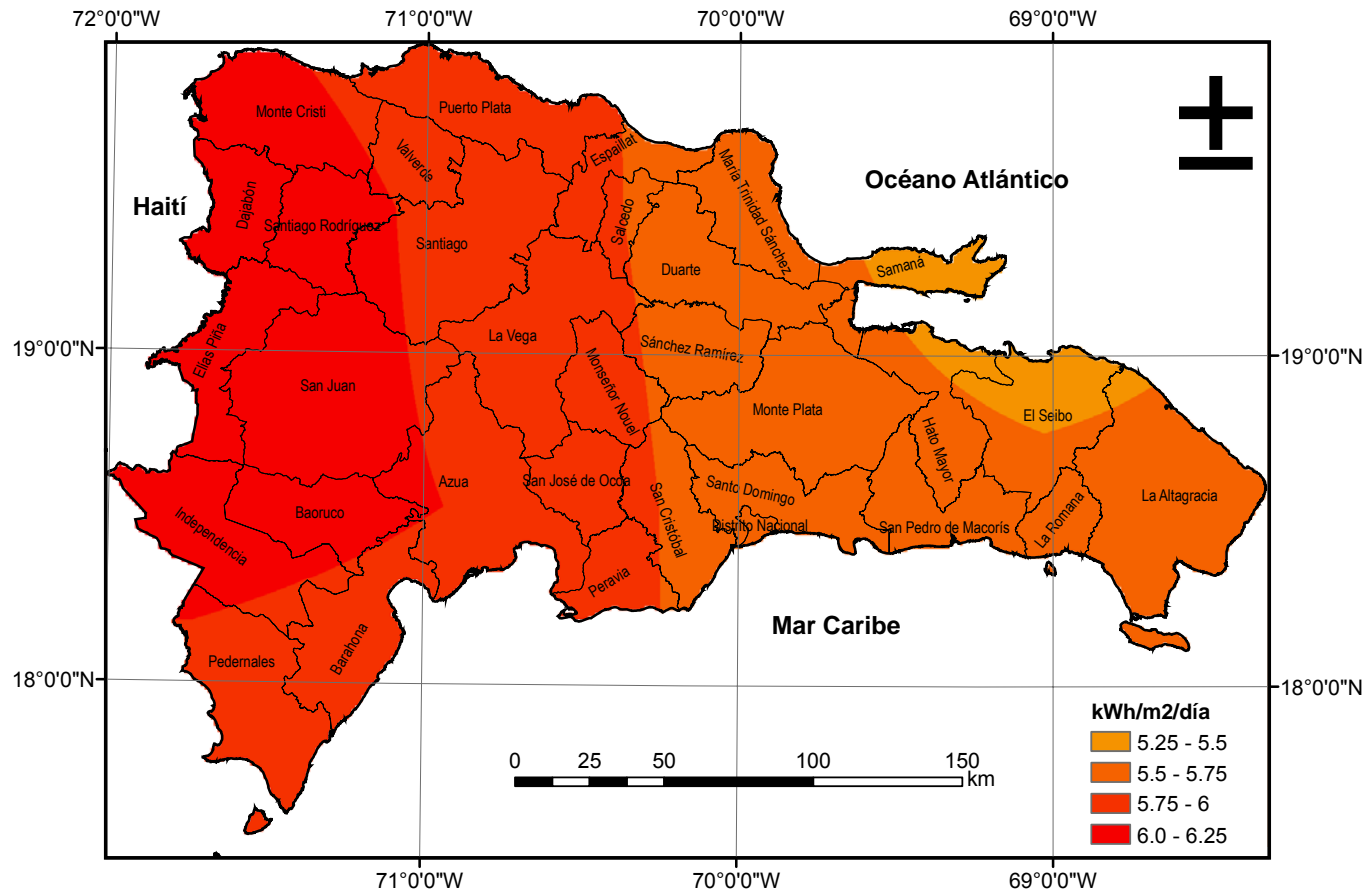 72°0'0"W 71°0'0"W 70°0'0"W 69°0'0"W
Monte Cristi
Puerto Plata
Valverde
Espaillat
María Trinidad Sánchez
Océano Atlántico
Haití
Dajabón
Santiago Rodríguez
Santiago
Salcedo
Duarte
Samaná
19°0'0"N
Elias Piña
San Juan
La Vega
Monseñor Nouel
Sánchez Ramírez
Monte Plata
El Seibo
19°0'0"N
Hato Mayor
Azua
San José de Ocoa
San Cristóbal
Santo Domingo
La Altagracia
Independencia
Baoruco
Distrito Nacional
San Pedro de Macorís
La Romana
Peravia
Mar Caribe
Barahona
Pedernales
18°0'0"N
18°0'0"N
kWh/m2/día
5.25 - 5.5
5.5 - 5.75
5.75 - 6
6.0 - 6.25
0 25 50 100 150
km
71°0'0"W 70°0'0"W 69°0'0"W